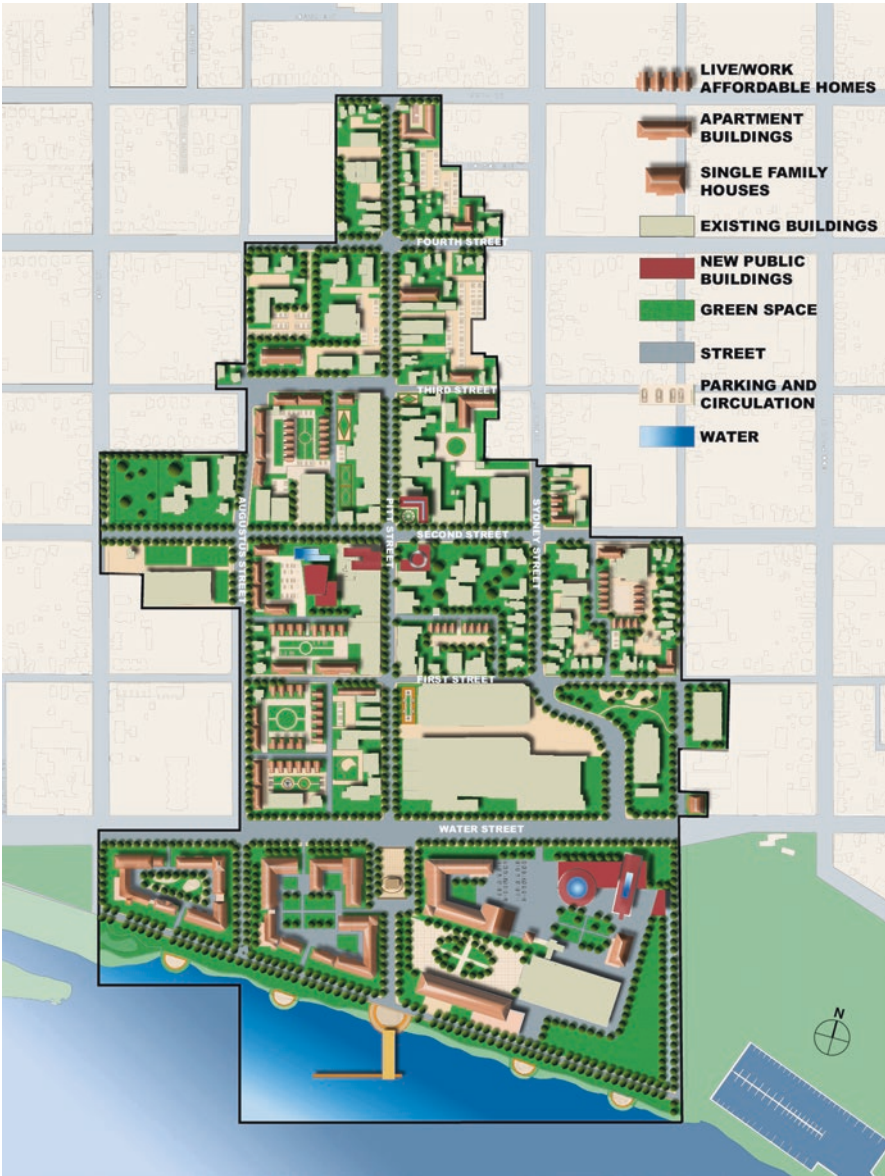 LIVE/WORK
AFFORDABLE HOMES
APARTMENT
BUILDINGS
SINGLE FAMILY
HOUSES
EXISTING BUILDINGS
NEW PUBLIC
BUILDINGS
GREEN SPACE
STREET
PARKING AND
CIRCULATION
WATER
FOURTH STREET
THIRD STREET
AUGUSTUS STREET
PITT STREET
SYDNEY STREET
SECOND STREET
FIRST STREET
WATER STREET
N